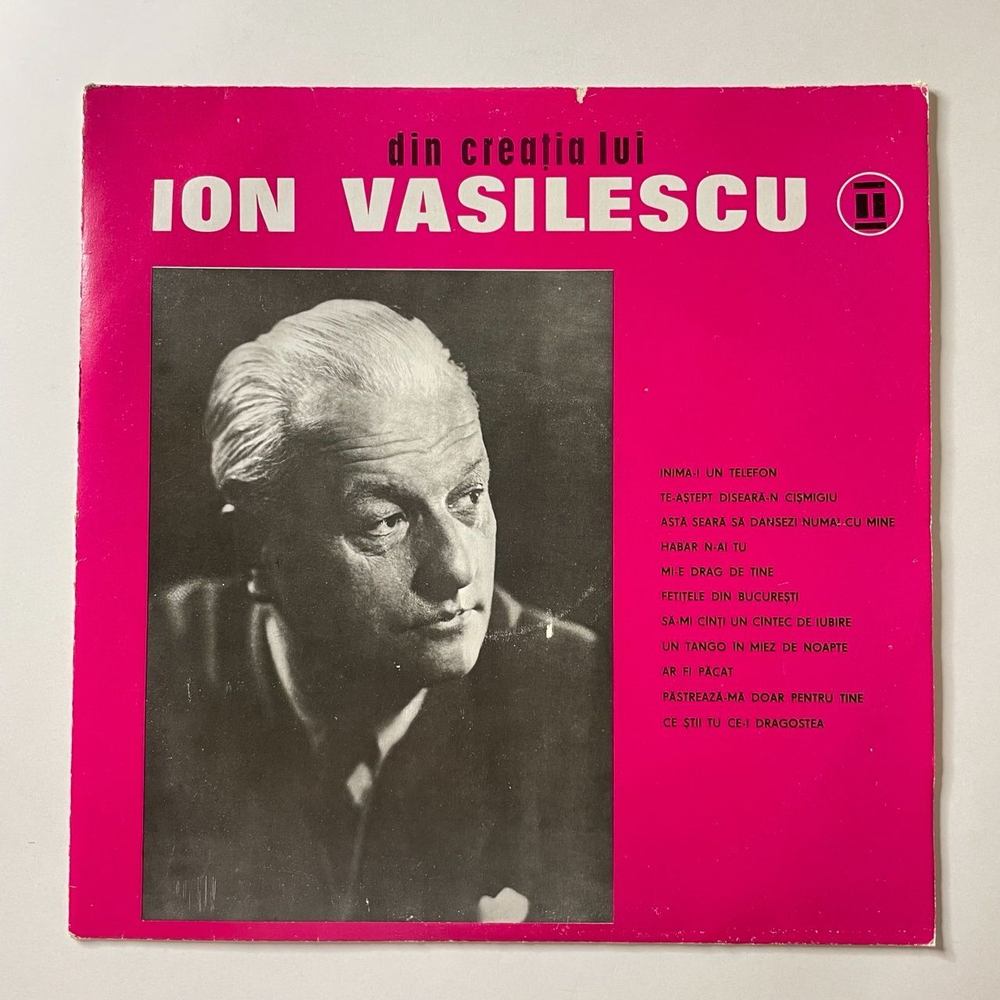 din creația lui
ION VASILESCU II
INIMA-I UN TELEFON
TE-AȘTEPT DISEARĂ-N CIȘMIGIU
ASTĂ SEARĂ SĂ DANSEZI NUMAI CU MINE
HABAR N-AI TU
MI-E DRAG DE TINE
FETIȚELE DIN BUCUREȘTI
SĂ-MI CÎNȚI UN CÎNTEC DE IUBIRE
UN TANGO ÎN MIEZ DE NOAPTE
AR FI PĂCAT
PĂSTREAZĂ-MĂ DOAR PENTRU TINE
CE ȘTII TU CE-I DRAGOSTEA